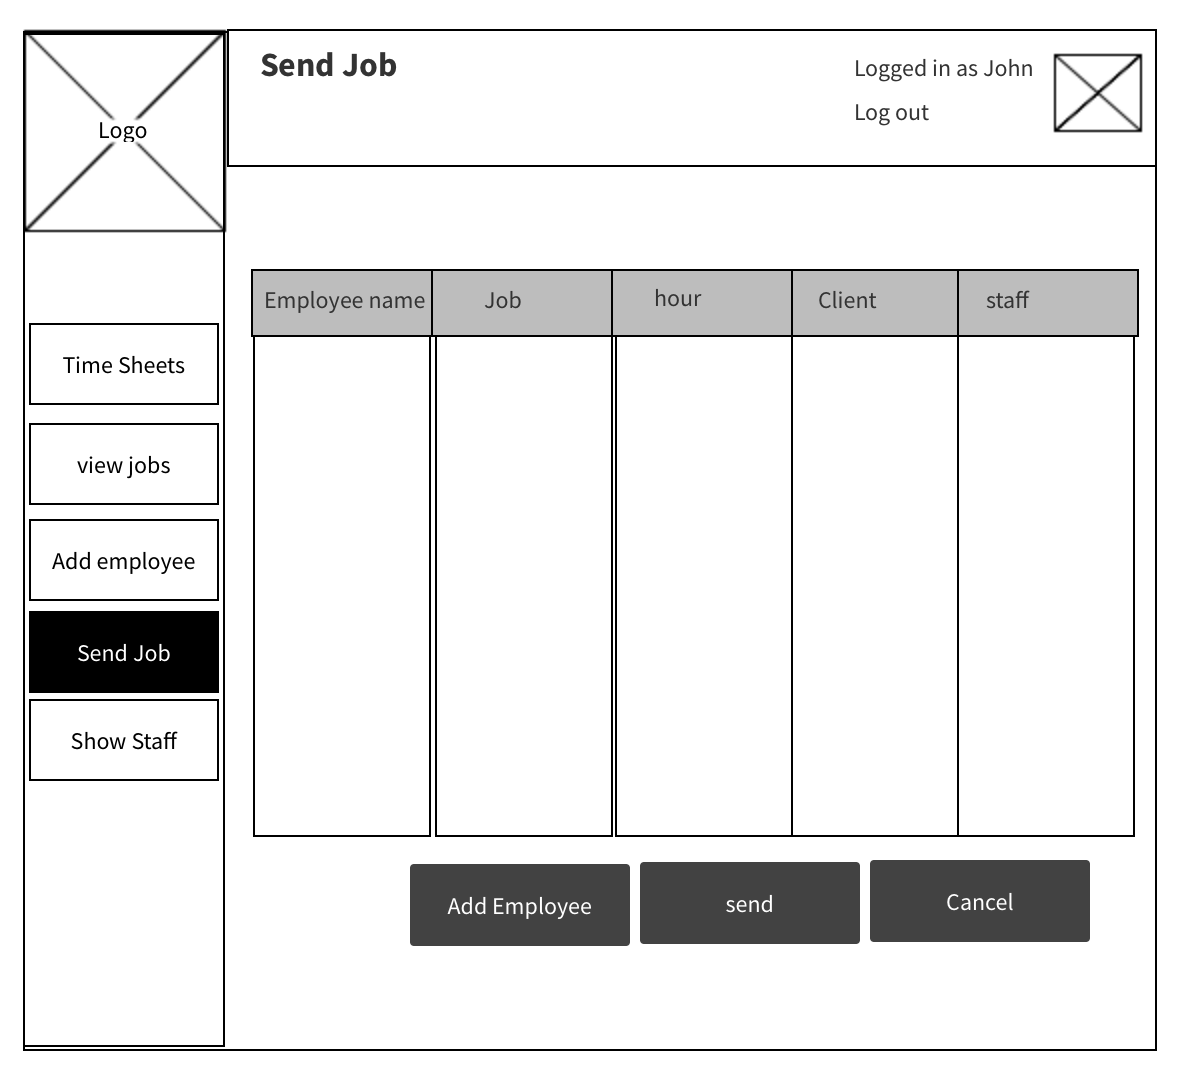 Logo
Send Job
Logged in as John
Log out
Employee name
Job
hour
Client
staff
Time Sheets
view jobs
Add employee
Send Job
Show Staff
Add Employee
send
Cancel